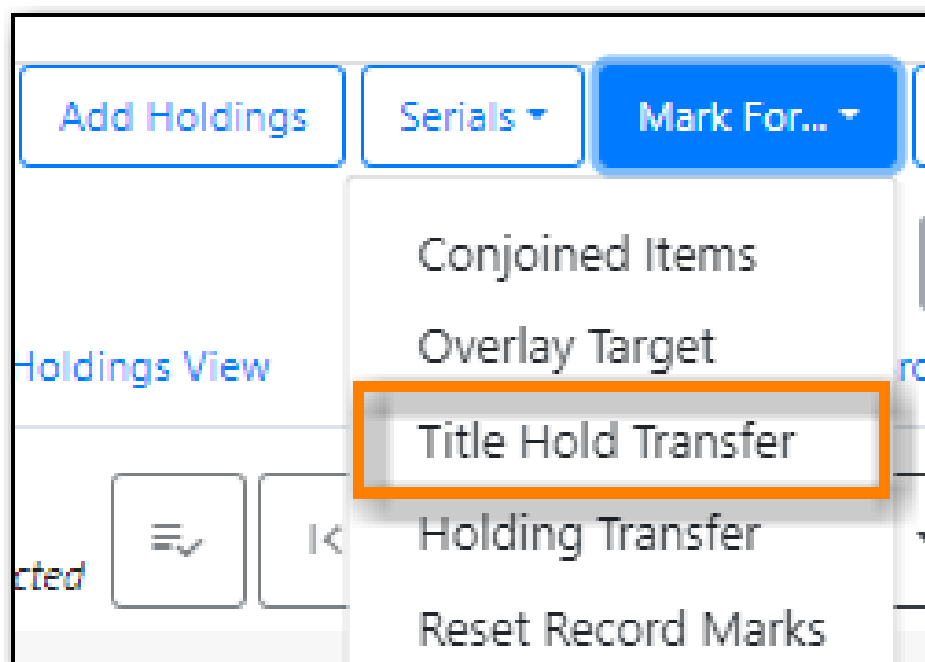 Add Holdings Serials Mark For...
Conjoined Items
Overlay Target
Holdings View
Title Hold Transfer
Holding Transfer
Reset Record Marks